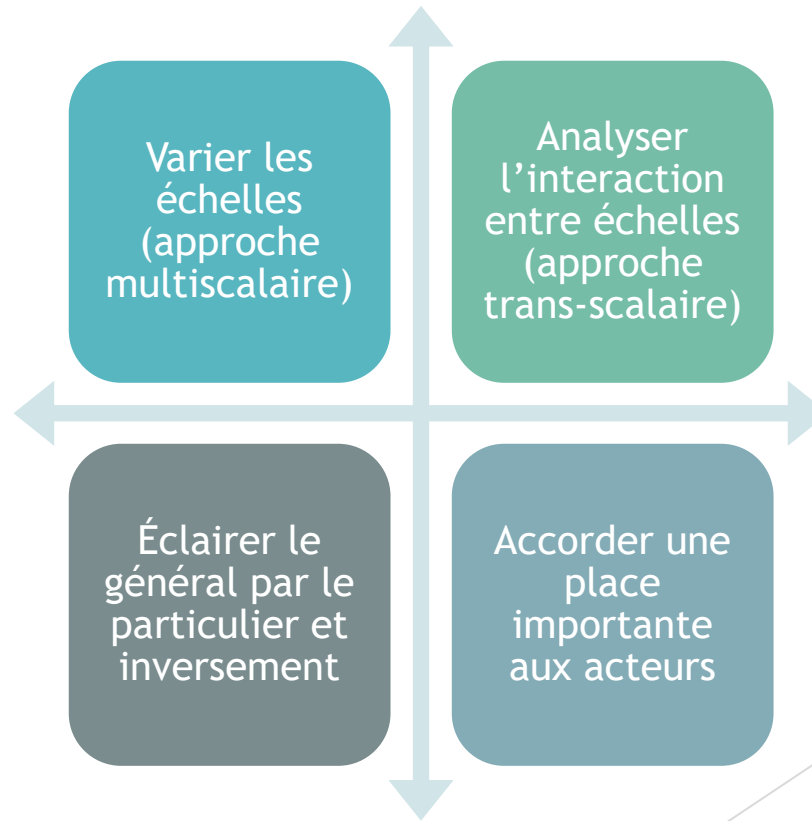 Varier les
échelles
(approche
multiscalaire)
Analyser
l’interaction
entre échelles
(approche
trans-scalaire)
Éclairer le
général par le
particulier et
inversement
Accorder une
place
importante
aux acteurs